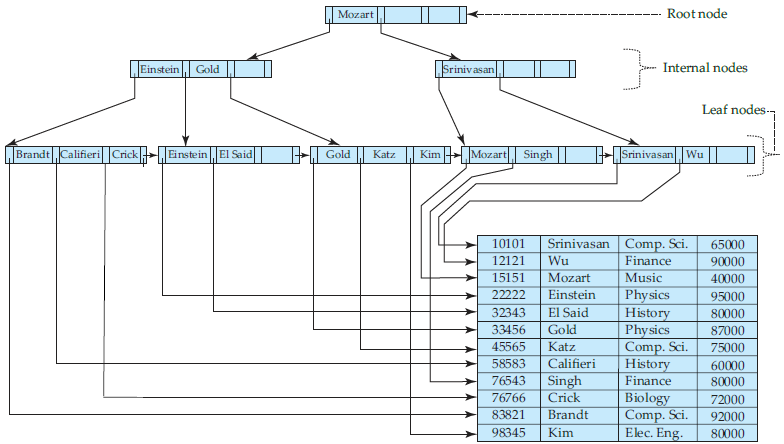 Mozart
Root node
Einstein Gold
Srinivasan
Internal nodes
Leaf nodes
Brandt Califieri Crick
Einstein El Said
Gold Katz Kim
Mozart Singh
Srinivasan Wu
10101 Srinivasan Comp. Sci. 65000
12121 Wu Finance 90000
15151 Mozart Music 40000
22222 Einstein Physics 95000
32343 El Said History 80000
33456 Gold Physics 87000
45565 Katz Comp. Sci. 75000
58583 Califieri History 60000
76543 Singh Finance 80000
76766 Crick Biology 72000
83821 Brandt Comp. Sci. 92000
98345 Kim Elec. Eng. 80000